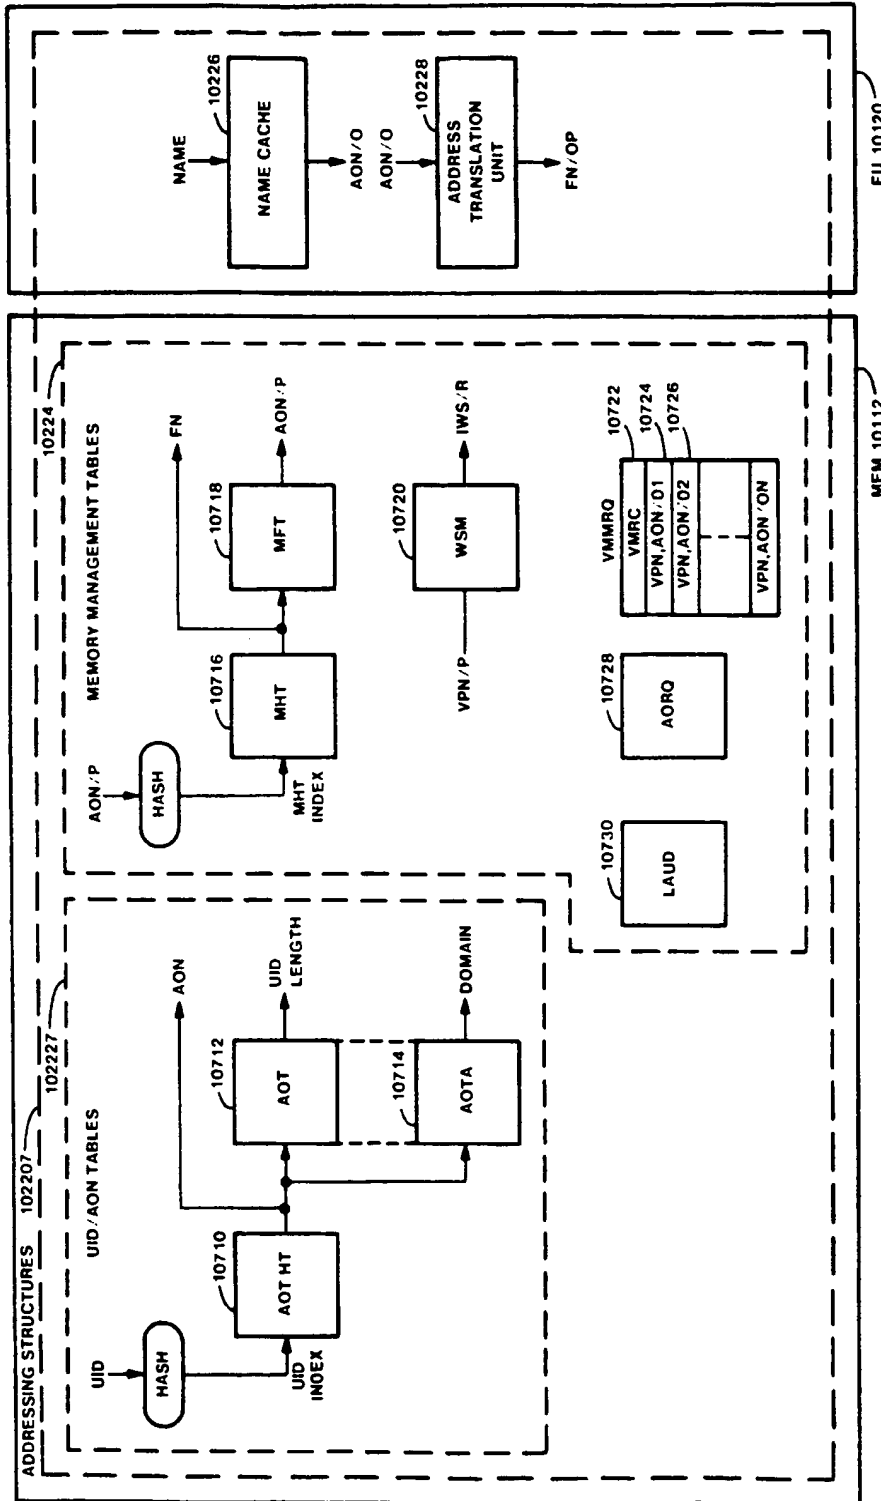 ADDRESSING STRUCTURES 102207
102227
UID/AON TABLES
UID
HASH
UID
INDEX
10710
AOT HT
AON
10712
AOT
UID
LENGTH
10714
AOTA
DOMAIN
10224
MEMORY MANAGEMENT TABLES
AON/P
HASH
MHT
INDEX
10716
MHT
FN
10718
MFT
AON/P
VPN/P
10720
WSM
IWS/R
10730
LAUD
10728
AORQ
VMMRQ
10722
VMRC
10724
VPN,AON/'01
10726
VPN,AON/'02
VPN,AON 'ON
MEM 10112
NAME
10226
NAME CACHE
AON/O
AON/O
10228
ADDRESS
TRANSLATION
UNIT
FN/OP
FU 10120